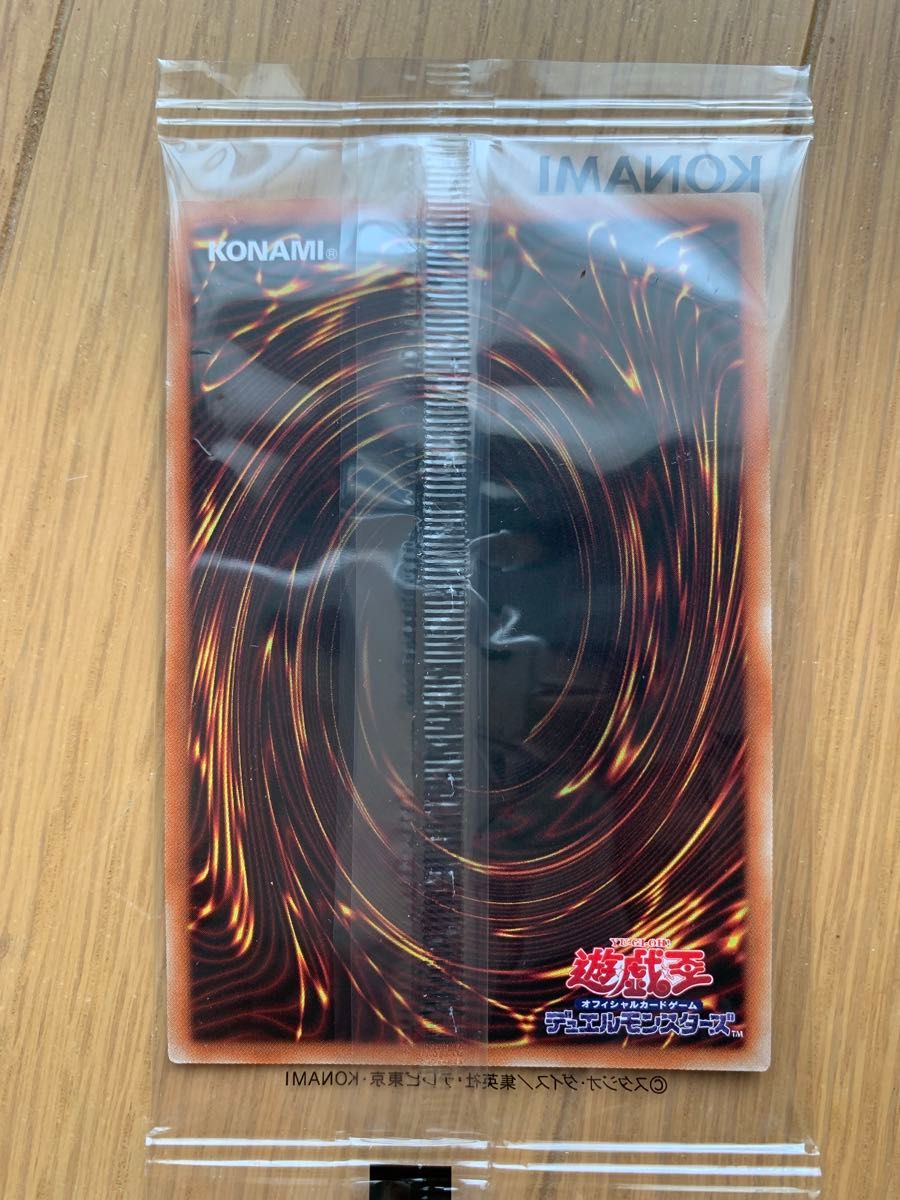 KONAMI
KONAMI®
YU-GI-OH!
遊戯王
オフィシャルカードゲーム
デュエルモンスターズ™
©スタジオ・ダイス/集英社・テレビ東京・KONAMI